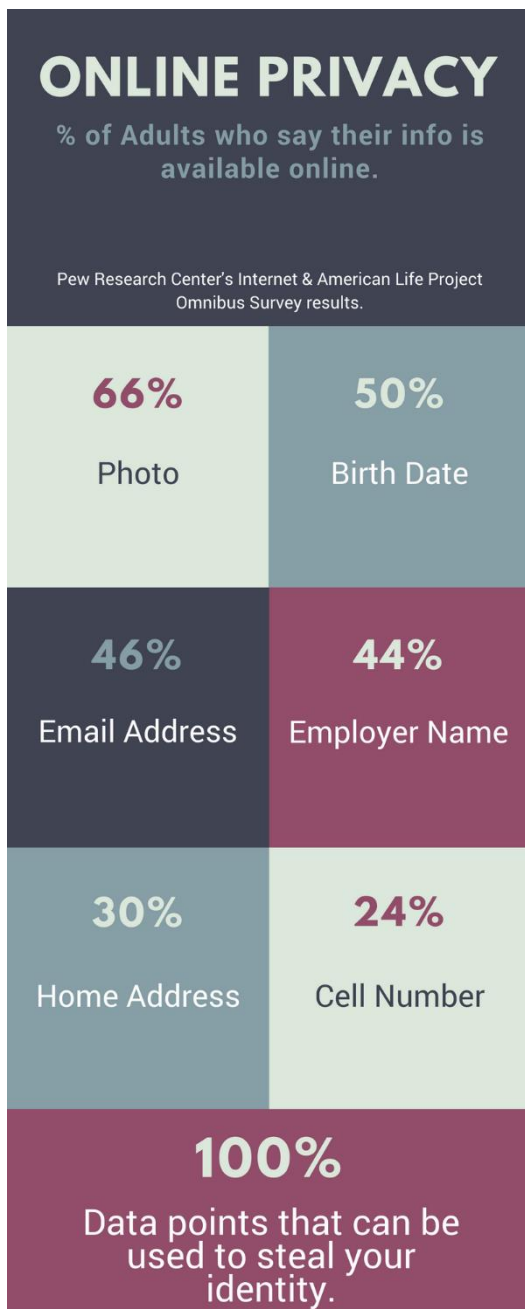 ONLINE PRIVACY
% of Adults who say their info is
available online.
Pew Research Center's Internet & American Life Project
Omnibus Survey results.
66%
Photo
50%
Birth Date
46%
Email Address
44%
Employer Name
30%
Home Address
24%
Cell Number
100%
Data points that can be
used to steal your
identity.